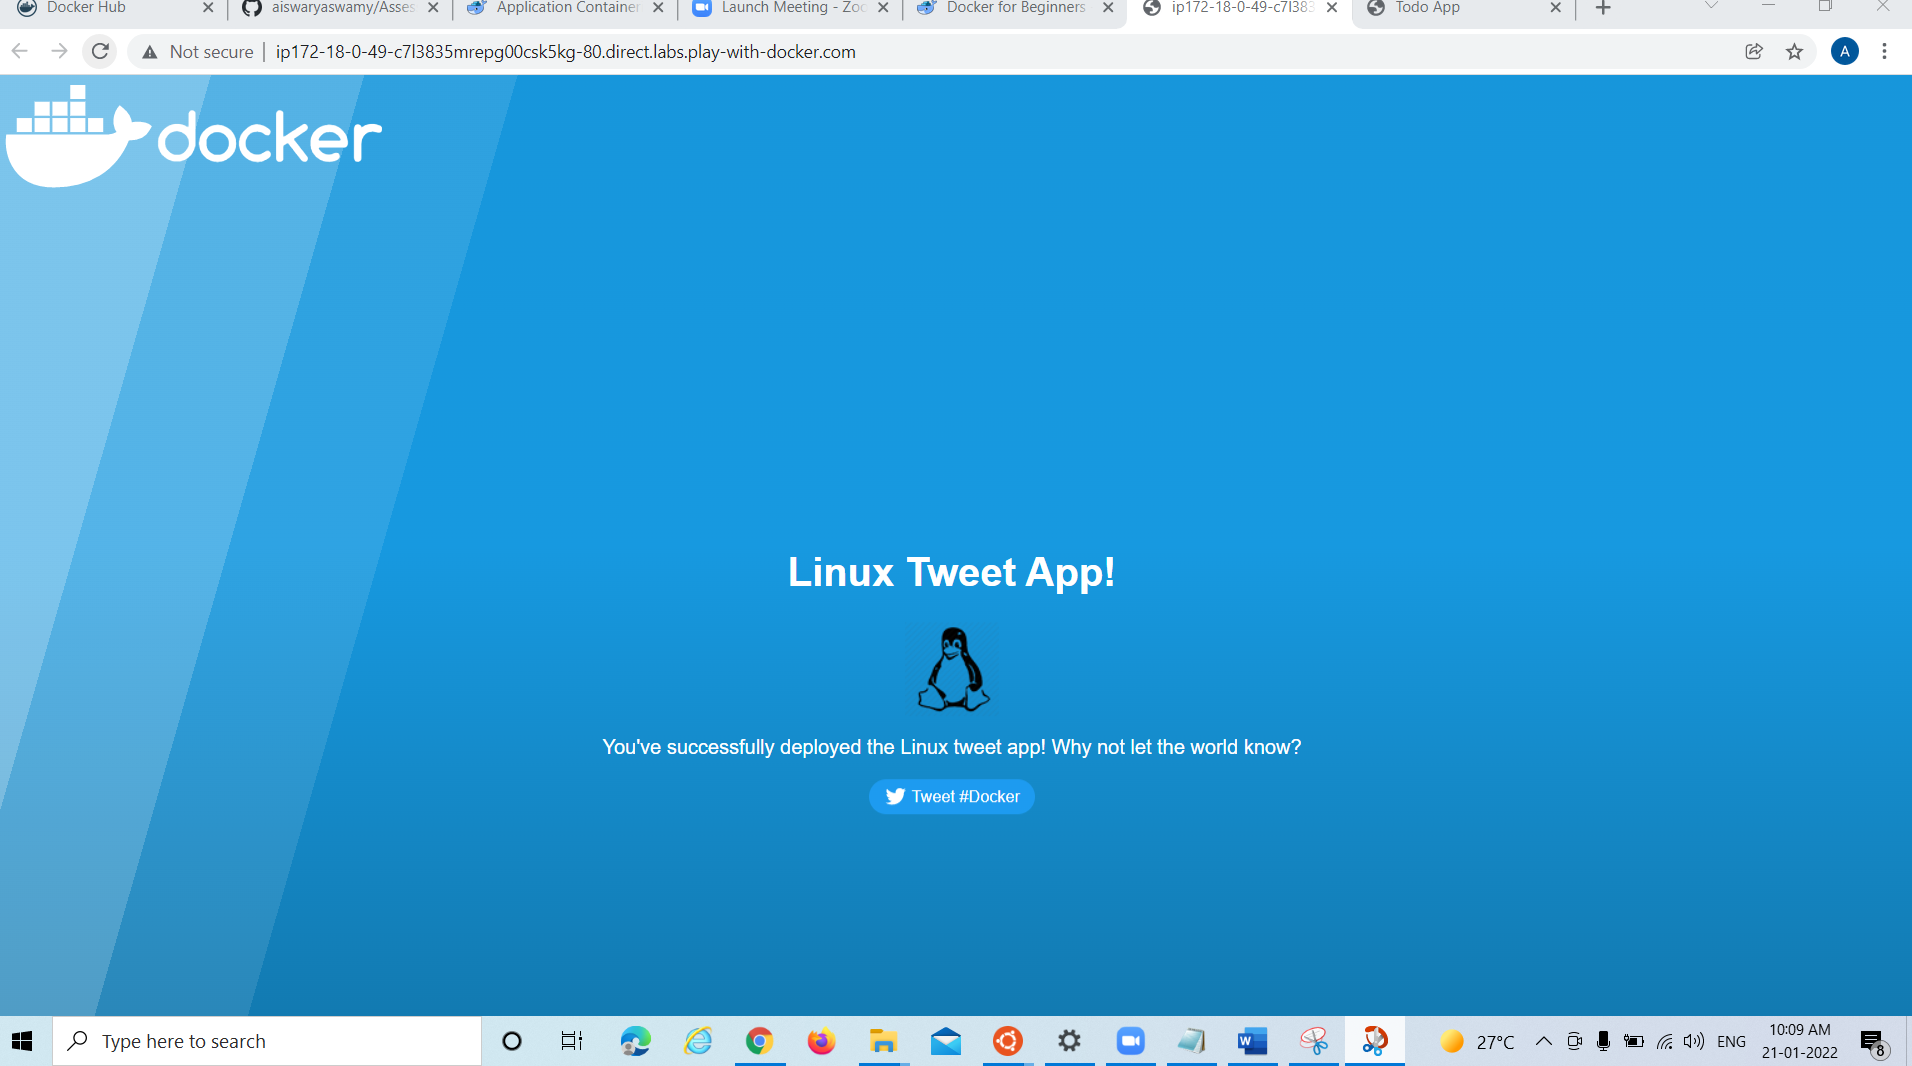 Docker Hub
aiswaryaswamy/Asses
Application Container
Launch Meeting - Zoo
Docker for Beginners
ip172-18-0-49-c7l383
Todo App
Not secure | ip172-18-0-49-c7l3835mrepg00csk5kg-80.direct.labs.play-with-docker.com
A
docker
Linux Tweet App!
You've successfully deployed the Linux tweet app! Why not let the world know?
Tweet #Docker
Type here to search
W
27°C
ENG
10:09 AM
21-01-2022
8